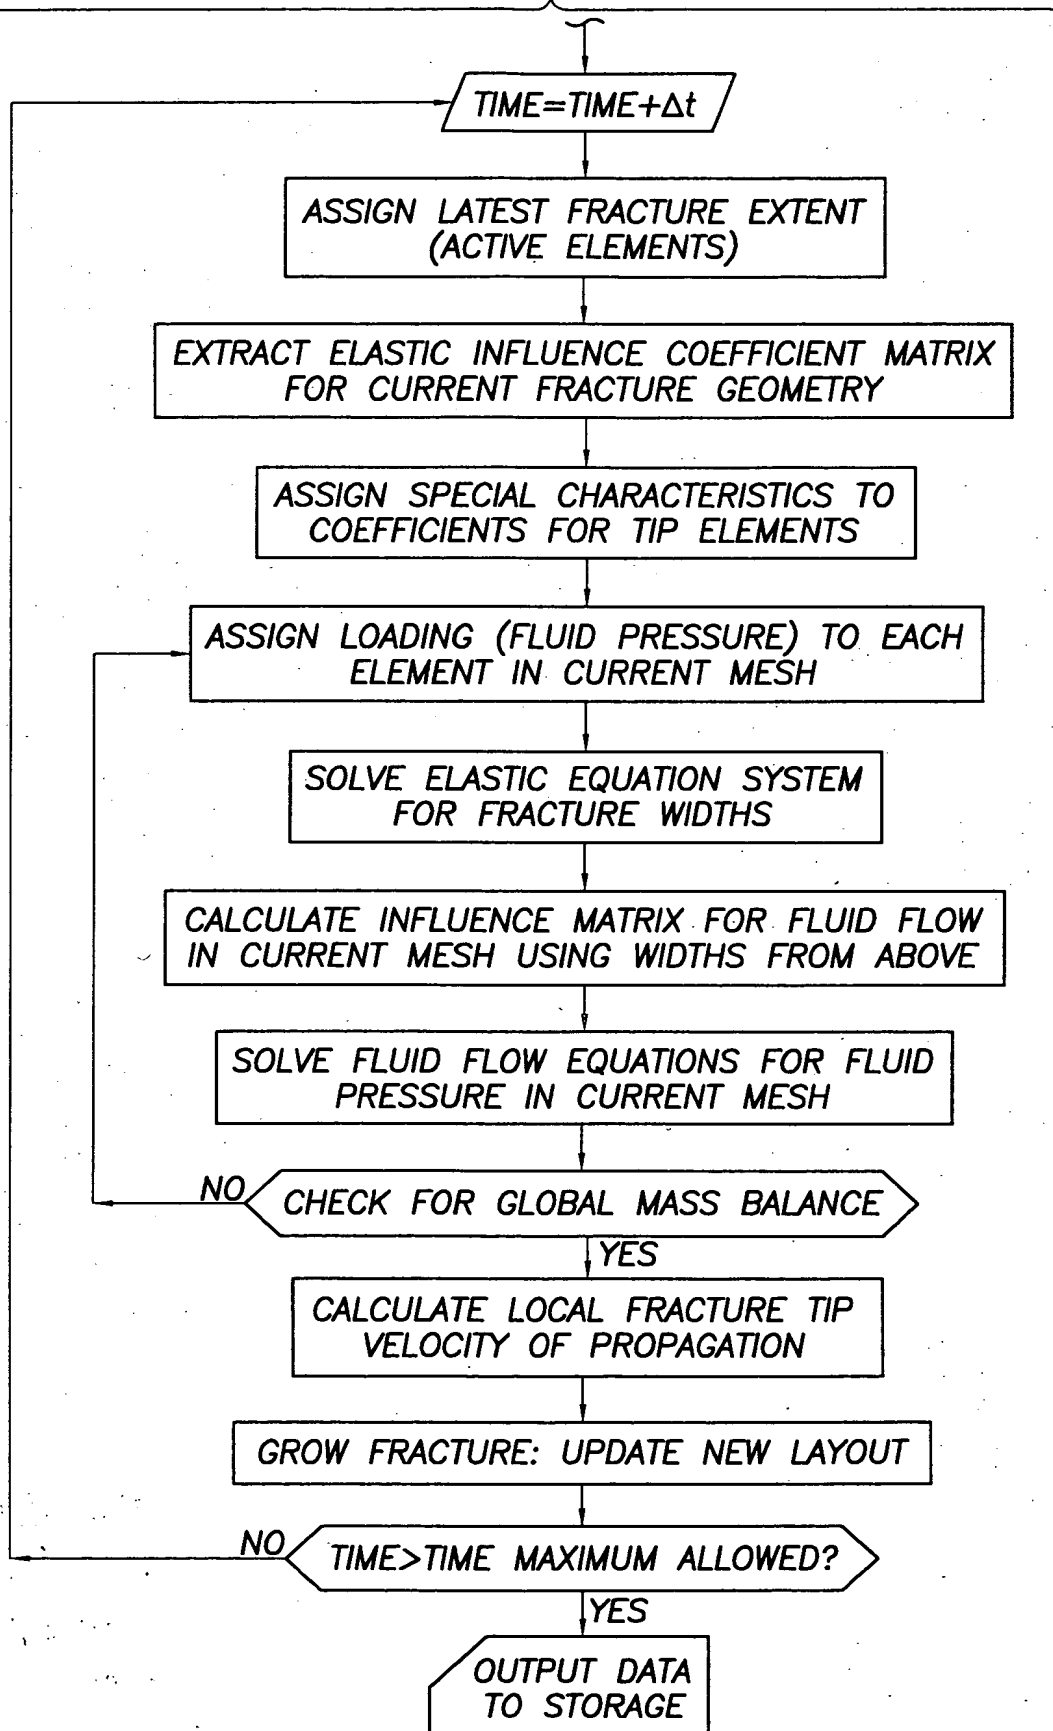 TIME=TIME+Δt
ASSIGN LATEST FRACTURE EXTENT
(ACTIVE ELEMENTS)
EXTRACT ELASTIC INFLUENCE COEFFICIENT MATRIX
FOR CURRENT FRACTURE GEOMETRY
ASSIGN SPECIAL CHARACTERISTICS TO
COEFFICIENTS FOR TIP ELEMENTS
ASSIGN LOADING (FLUID PRESSURE) TO EACH
ELEMENT IN CURRENT MESH
SOLVE ELASTIC EQUATION SYSTEM
FOR FRACTURE WIDTHS
CALCULATE INFLUENCE MATRIX FOR FLUID FLOW
IN CURRENT MESH USING WIDTHS FROM ABOVE
SOLVE FLUID FLOW EQUATIONS FOR FLUID
PRESSURE IN CURRENT MESH
NO
CHECK FOR GLOBAL MASS BALANCE
YES
CALCULATE LOCAL FRACTURE TIP
VELOCITY OF PROPAGATION
GROW FRACTURE: UPDATE NEW LAYOUT
NO
TIME>TIME MAXIMUM ALLOWED?
YES
OUTPUT DATA
TO STORAGE